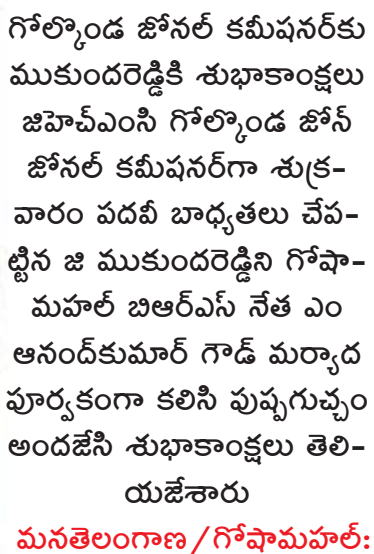 గోల్కొండ జోనల్ కమీషనర్‌కు
ముకుందరెడ్డికి శుభాకాంక్షలు
జిహెచ్ఎంసి గోల్కొండ జోన్
జోనల్ కమీషనర్‌గా శుక్ర-
వారం పదవీ బాధ్యతలు చేప-
ట్టిన జి ముకుందరెడ్డిని గోషా-
మహల్ బిఆర్ఎస్ నేత ఎం
ఆనంద్‌కుమార్ గౌడ్ మర్యాద
పూర్వకంగా కలిసి పుష్పగుచ్ఛం
అందజేసి శుభాకాంక్షలు తెలి-
యజేశారు
మనతెలంగాణ/గోషామహల్: